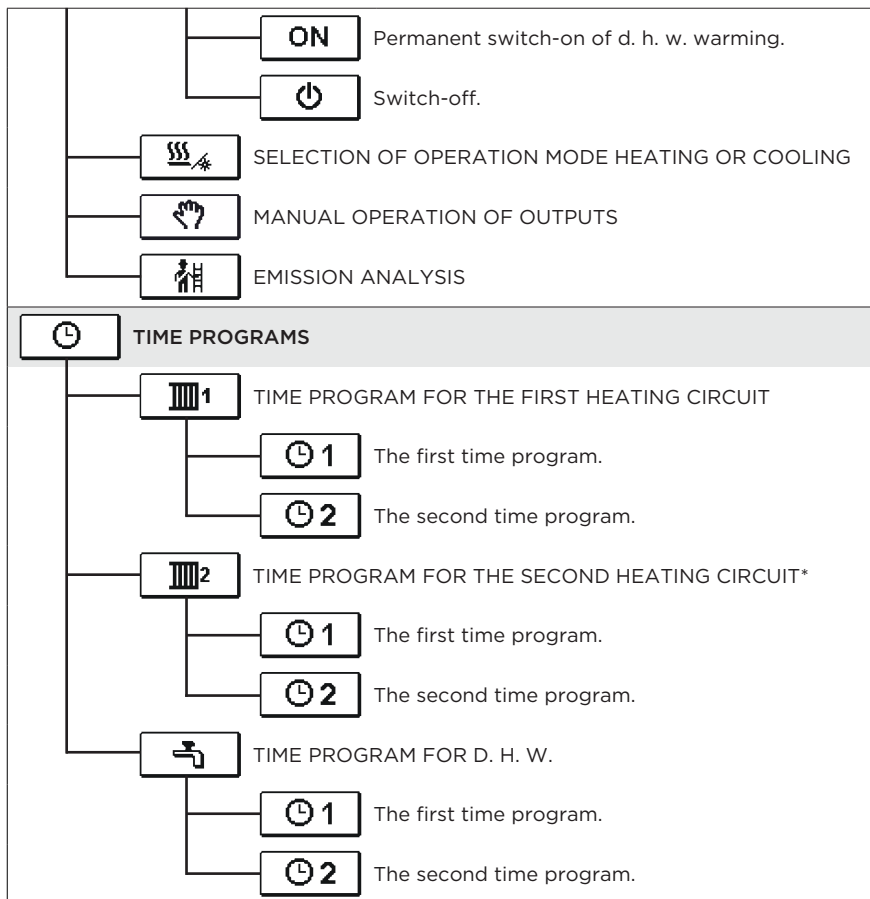 ON Permanent switch-on of d. h. w. warming.
Switch-off.
SELECTION OF OPERATION MODE HEATING OR COOLING
MANUAL OPERATION OF OUTPUTS
EMISSION ANALYSIS
TIME PROGRAMS
1 TIME PROGRAM FOR THE FIRST HEATING CIRCUIT
1 The first time program.
2 The second time program.
2 TIME PROGRAM FOR THE SECOND HEATING CIRCUIT*
1 The first time program.
2 The second time program.
TIME PROGRAM FOR D. H. W.
1 The first time program.
2 The second time program.